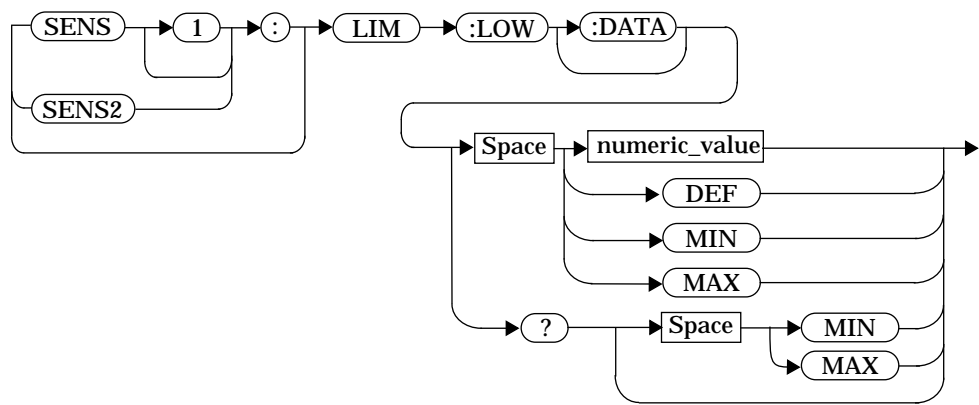 SENS 1 : LIM :LOW :DATA
SENS2
Space numeric_value
DEF
MIN
MAX
? Space MIN
MAX